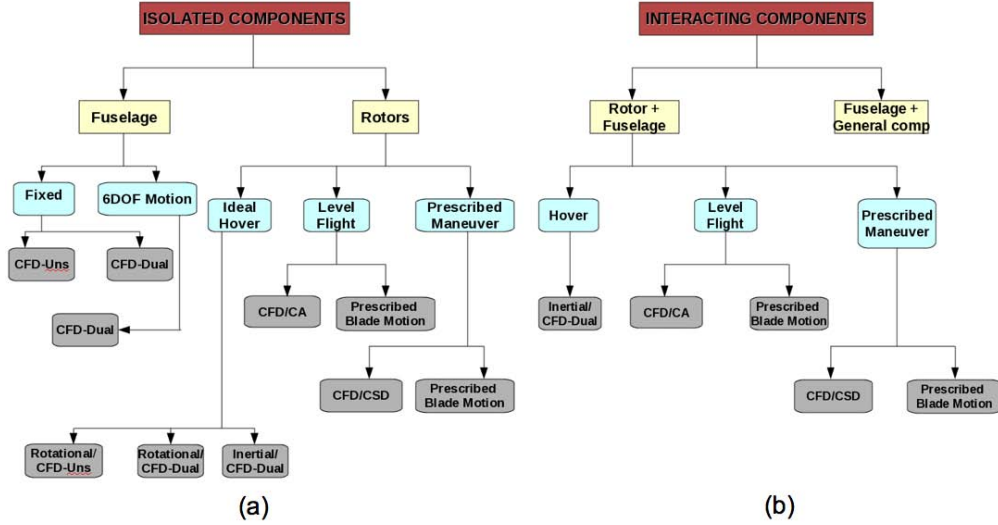 ISOLATED COMPONENTS
Fuselage
Rotors
Fixed
6DOF Motion
Ideal
Hover
Level
Flight
Prescribed
Maneuver
CFD-Uns
CFD-Dual
CFD-Dual
CFD/CA
Prescribed
Blade Motion
CFD/CSD
Prescribed
Blade Motion
Rotational/
CFD-Uns
Rotational/
CFD-Dual
Inertial/
CFD-Dual
(a)
INTERACTING COMPONENTS
Rotor +
Fuselage
Fuselage +
General comp
Hover
Level
Flight
Prescribed
Maneuver
Inertial/
CFD-Dual
CFD/CA
Prescribed
Blade Motion
CFD/CSD
Prescribed
Blade Motion
(b)